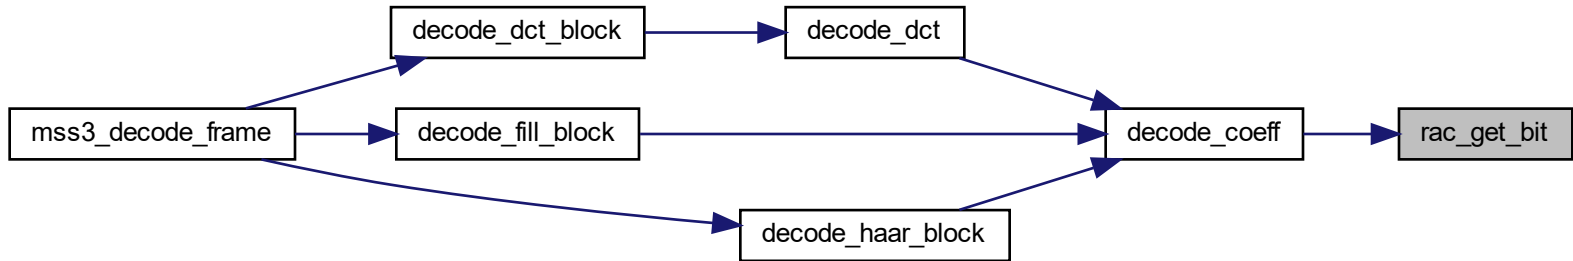 decode_dct_block
decode_dct
mss3_decode_frame
decode_fill_block
decode_coeff
rac_get_bit
decode_haar_block